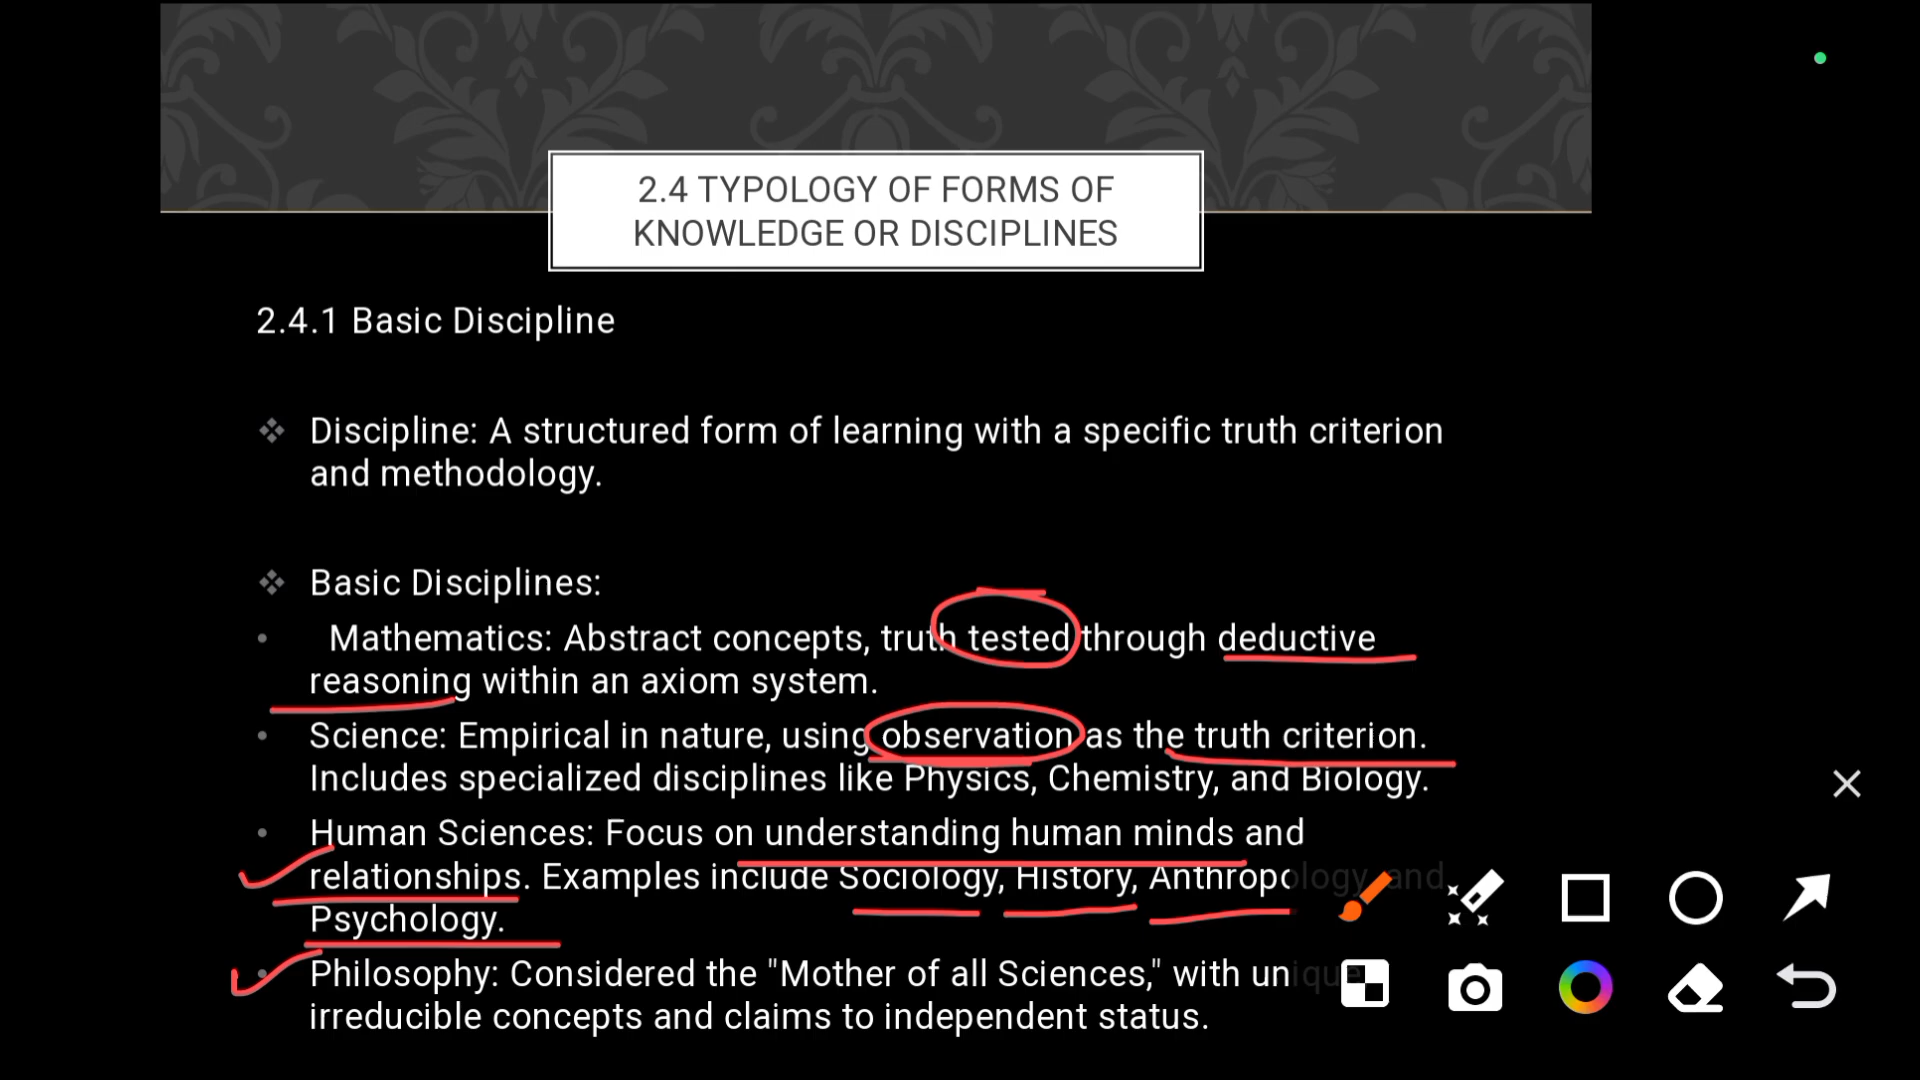 2.4 TYPOLOGY OF FORMS OF
KNOWLEDGE OR DISCIPLINES
2.4.1 Basic Discipline
❖ Discipline: A structured form of learning with a specific truth criterion
and methodology.
❖ Basic Disciplines:
• Mathematics: Abstract concepts, truth tested through deductive
reasoning within an axiom system.
• Science: Empirical in nature, using observation as the truth criterion.
Includes specialized disciplines like Physics, Chemistry, and Biology.
• Human Sciences: Focus on understanding human minds and
relationships. Examples include Sociology, History, Anthropology, and
Psychology.
• Philosophy: Considered the "Mother of all Sciences," with unique
irreducible concepts and claims to independent status.